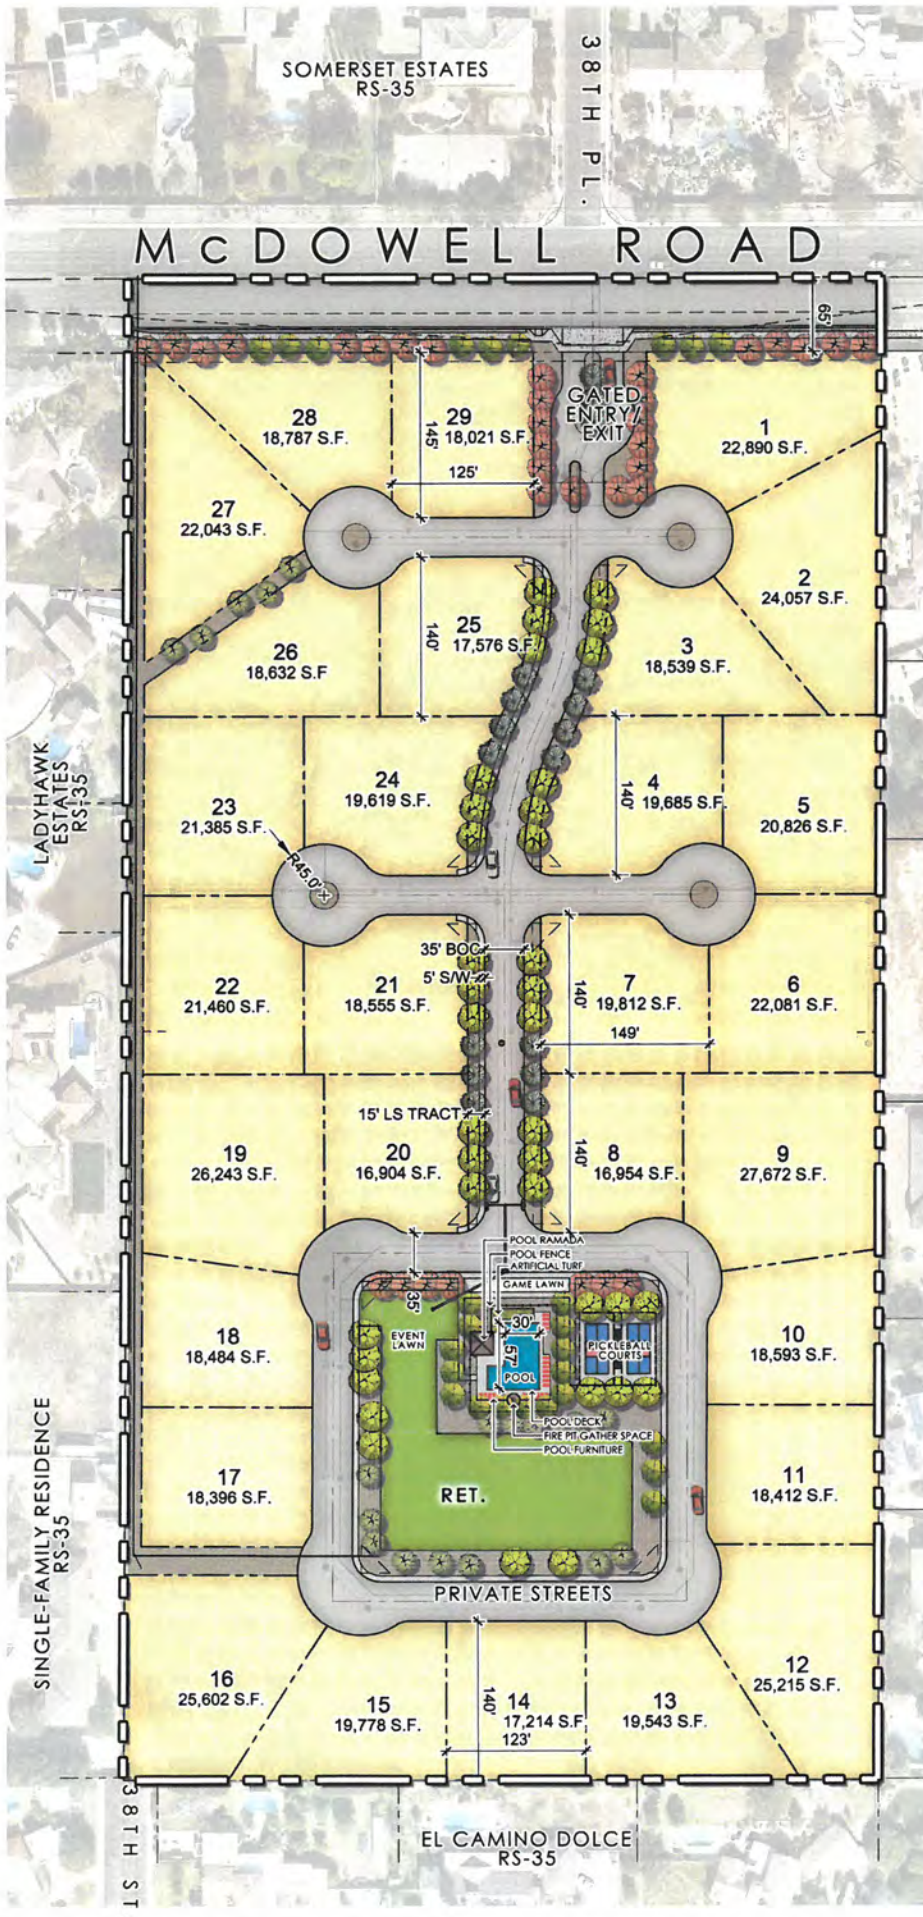 SOMERSET ESTATES
RS-35
38TH PL.
McDOWELL ROAD
65'
GATED
ENTRY/
EXIT
28
18,787 S.F.
29
18,021 S.F.
145'
125'
1
22,890 S.F.
27
22,043 S.F.
2
24,057 S.F.
26
18,632 S.F
25
17,576 S.F.
140'
3
18,539 S.F.
LADYHAWK
ESTATES
RS-35
23
21,385 S.F.
24
19,619 S.F.
4
19,685 S.F.
140'
5
20,826 S.F.
R45.0'
35' BOC
5' S/W
22
21,460 S.F.
21
18,555 S.F.
7
19,812 S.F.
140'
149'
6
22,081 S.F.
15' LS TRACT
19
26,243 S.F.
20
16,904 S.F.
8
16,954 S.F.
140'
9
27,672 S.F.
POOL RAMADA
POOL FENCE
ARTIFICIAL TURF
GAME LAWN
35'
EVENT
LAWN
30'
57'
POOL
PICKLEBALL
COURTS
18
18,484 S.F.
10
18,593 S.F.
POOL DECK
FIRE PIT GATHER SPACE
POOL FURNITURE
SINGLE-FAMILY RESIDENCE
RS-35
17
18,396 S.F.
RET.
11
18,412 S.F.
PRIVATE STREETS
16
25,602 S.F.
15
19,778 S.F.
140'
14
17,214 S.F.
123'
13
19,543 S.F.
12
25,215 S.F.
38TH ST
EL CAMINO DOLCE
RS-35